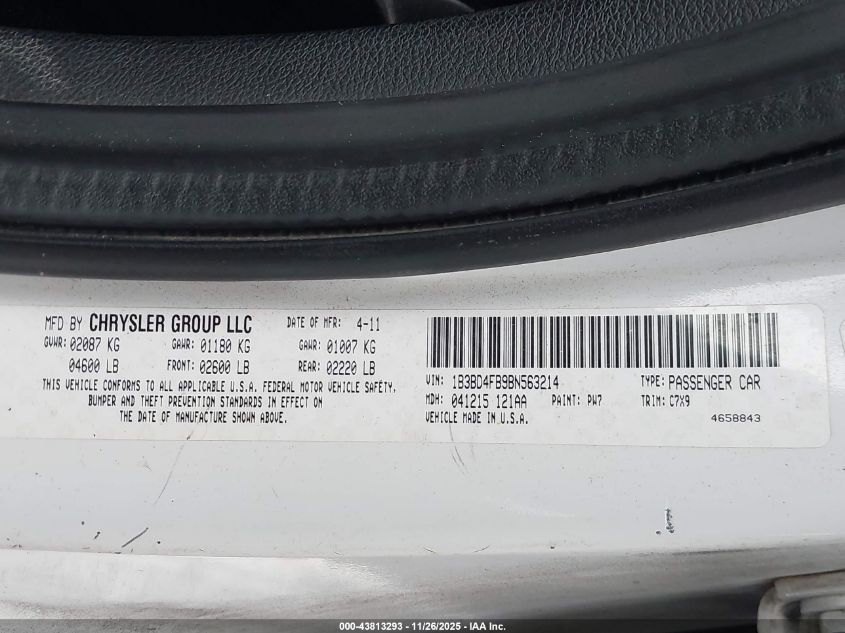 MFD BY CHRYSLER GROUP LLC DATE OF MFR: 4-11
GVWR: 02087 KG GAWR: 01180 KG GAWR: 01007 KG
04600 LB FRONT: 02600 LB REAR: 02220 LB
THIS VEHICLE CONFORMS TO ALL APPLICABLE U.S.A. FEDERAL MOTOR VEHICLE SAFETY,
BUMPER AND THEFT PREVENTION STANDARDS IN EFFECT ON
THE DATE OF MANUFACTURE SHOWN ABOVE.
VIN: 1B3BD4FB9BN563214 TYPE: PASSENGER CAR
MDH: 041215 121AA PAINT: PW7 TRIM: C7X9
VEHICLE MADE IN U.S.A. 4658843
000-43813293 - 11/26/2025 - IAA Inc.